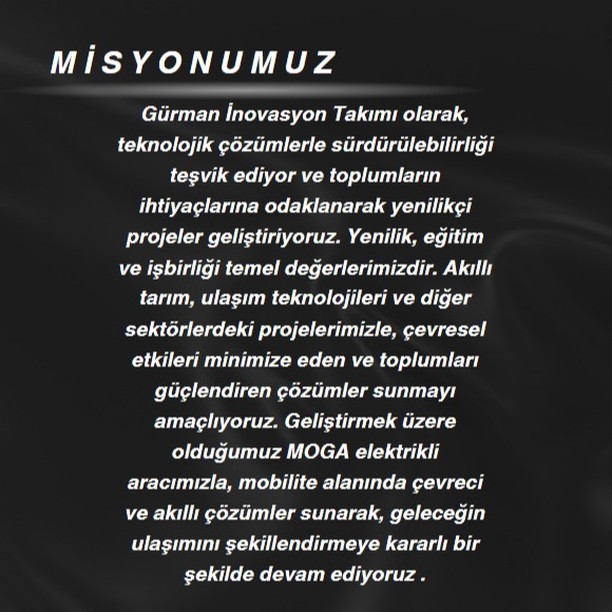 MİSYONUMUZ
Gürman İnovasyon Takımı olarak,
teknolojik çözümlerle sürdürülebilirliği
teşvik ediyor ve toplumların
ihtiyaçlarına odaklanarak yenilikçi
projeler geliştiriyoruz. Yenilik, eğitim
ve işbirliği temel değerlerimizdir. Akıllı
tarım, ulaşım teknolojileri ve diğer
sektörlerdeki projelerimizle, çevresel
etkileri minimize eden ve toplumları
güçlendiren çözümler sunmayı
amaçlıyoruz. Geliştirmek üzere
olduğumuz MOGA elektrikli
aracımızla, mobilite alanında çevreci
ve akıllı çözümler sunarak, geleceğin
ulaşımını şekillendirmeye kararlı bir
şekilde devam ediyoruz .